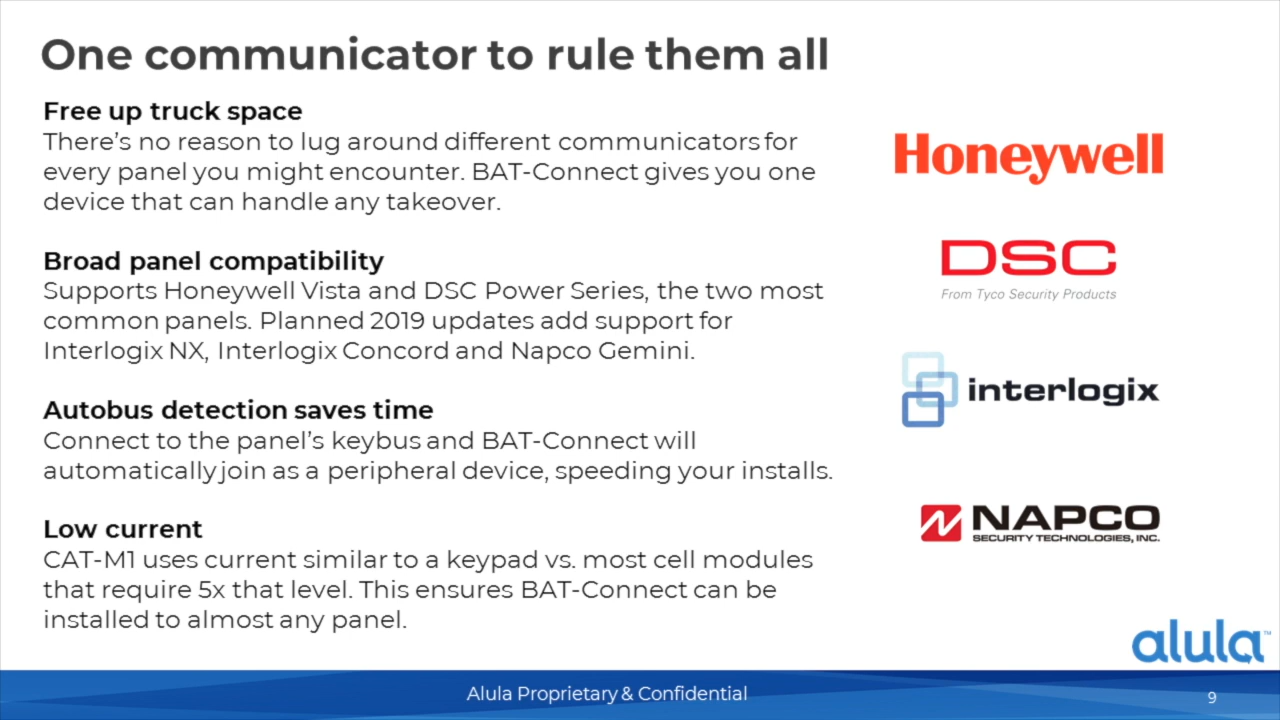 One communicator to rule them all
Free up truck space
There's no reason to lug around different communicators for
every panel you might encounter. BAT-Connect gives you one
device that can handle any takeover.
Broad panel compatibility
Supports Honeywell Vista and DSC Power Series, the two most
common panels. Planned 2019 updates add support for
Interlogix NX, Interlogix Concord and Napco Gemini.
Autobus detection saves time
Connect to the panel's keybus and BAT-Connect will
automatically join as a peripheral device, speeding your installs.
Low current
CAT-M1 uses current similar to a keypad vs. most cell modules
that require 5x that level. This ensures BAT-Connect can be
installed to almost any panel.
Honeywell
DSC
From Tyco Security Products
interlogix
NAPCO
SECURITY TECHNOLOGIES, INC.
alula™
Alula Proprietary & Confidential
9